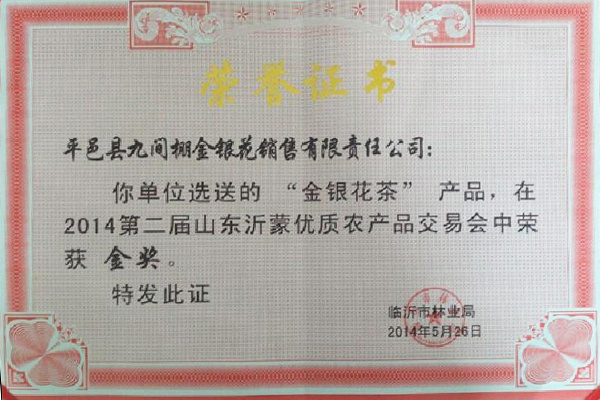 荣誉证书
平邑县九间棚金银花销售有限责任公司:
你单位选送的“金银花茶”产品,在
2014第二届山东沂蒙优质农产品交易会中荣
获 金奖。
特发此证
临沂市林业局
2014年5月26日